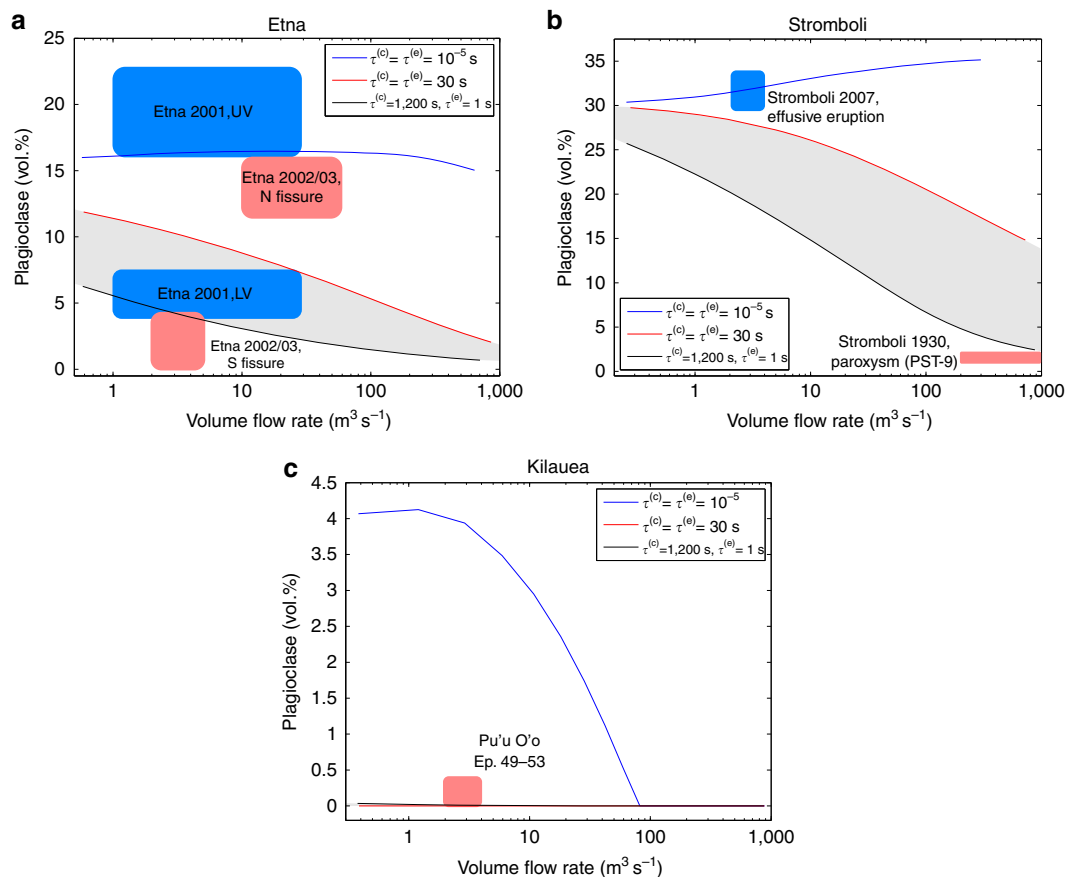 a
Etna
25
20
15
10
5
0
Plagioclase (vol.%)
τ(c)= τ(e)= 10−5 s
τ(c)= τ(e)= 30 s
τ(c)=1,200 s, τ(e)= 1 s
Etna 2001,UV
Etna 2002/03,
N fissure
Etna 2001,LV
Etna 2002/03,
S fissure
1 10 100 1,000
Volume flow rate (m3 s−1)
b
Stromboli
35
30
25
20
15
10
5
0
Plagioclase (vol.%)
Stromboli 2007,
effusive eruption
τ(c)= τ(e)= 10−5 s
τ(c)= τ(e)= 30 s
τ(c)=1,200 s, τ(e)= 1 s
Stromboli 1930,
paroxysm (PST-9)
1 10 100 1,000
Volume flow rate (m3 s−1)
c
Kilauea
4.5
4
3.5
3
2.5
2
1.5
1
0.5
0
Plagioclase (vol.%)
τ(c)= τ(e)= 10−5
τ(c)= τ(e)= 30 s
τ(c)=1,200 s, τ(e)= 1 s
Pu'u O'o
Ep. 49–53
1 10 100 1,000
Volume flow rate (m3 s−1)